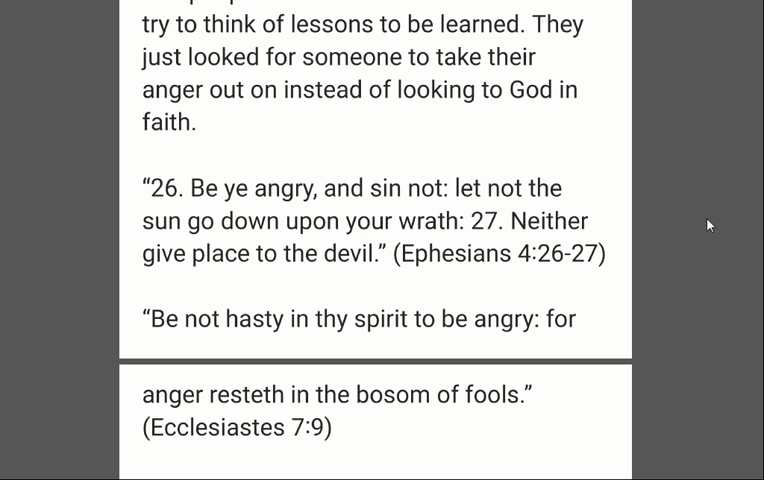 try to think of lessons to be learned. They
just looked for someone to take their
anger out on instead of looking to God in
faith.
“26. Be ye angry, and sin not: let not the
sun go down upon your wrath: 27. Neither
give place to the devil.” (Ephesians 4:26-27)
“Be not hasty in thy spirit to be angry: for
anger resteth in the bosom of fools.”
(Ecclesiastes 7:9)